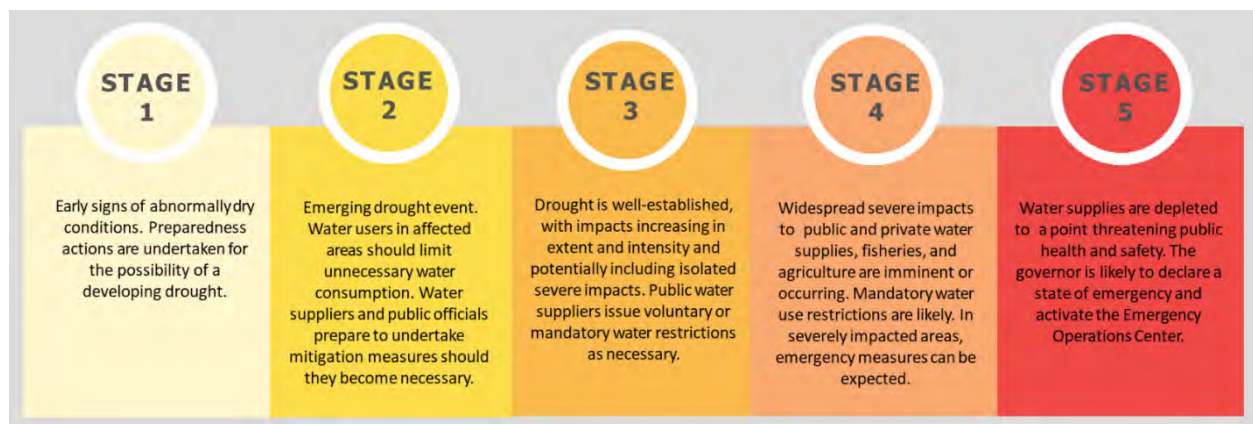 STAGE
1
Early signs of abnormally dry
conditions. Preparedness
actions are undertaken for
the possibility of a
developing drought.
STAGE
2
Emerging drought event.
Water users in affected
areas should limit
unnecessary water
consumption. Water
suppliers and public officials
prepare to undertake
mitigation measures should
they become necessary.
STAGE
3
Drought is well-established,
with impacts increasing in
extent and intensity and
potentially including isolated
severe impacts. Public water
suppliers issue voluntary or
mandatory water restrictions
as necessary.
STAGE
4
Widespread severe impacts
to public and private water
supplies, fisheries, and
agriculture are imminent or
occurring. Mandatory water
use restrictions are likely. In
severely impacted areas,
emergency measures can be
expected.
STAGE
5
Water supplies are depleted
to a point threatening public
health and safety. The
governor is likely to declare a
state of emergency and
activate the Emergency
Operations Center.